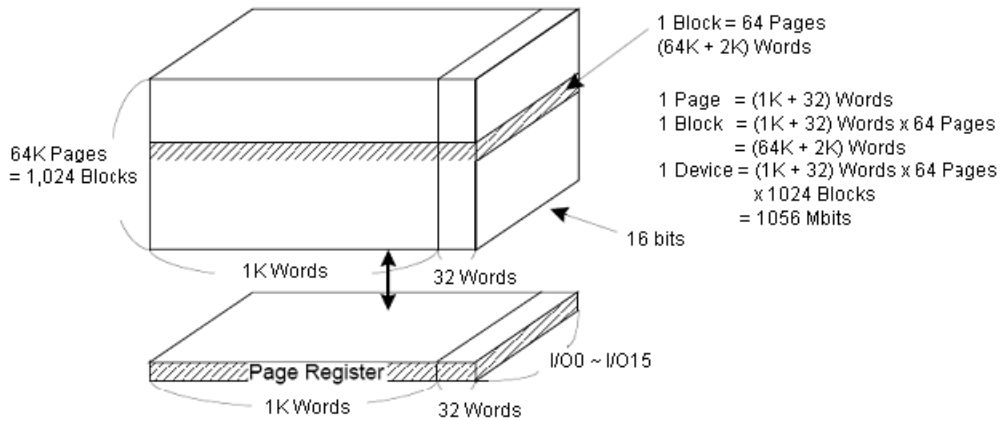 1 Block = 64 Pages
(64K + 2K) Words
1 Page = (1K + 32) Words
1 Block = (1K + 32) Words x 64 Pages
= (64K + 2K) Words
1 Device = (1K + 32) Words x 64 Pages
x 1024 Blocks
= 1056 Mbits
64K Pages
= 1,024 Blocks
16 bits
1K Words
32 Words
I/O0 ~ I/O15
Page Register
1K Words
32 Words